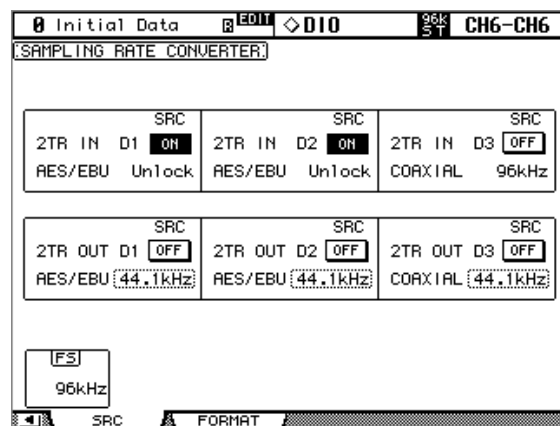 0 Initial Data EDIT DIO 96k ST CH6-CH6
SAMPLING RATE CONVERTER
SRC SRC SRC
2TR IN D1 ON 2TR IN D2 ON 2TR IN D3 OFF
AES/EBU Unlock AES/EBU Unlock COAXIAL 96kHz
SRC SRC SRC
2TR OUT D1 OFF 2TR OUT D2 OFF 2TR OUT D3 OFF
AES/EBU 44.1kHz AES/EBU 44.1kHz COAXIAL 44.1kHz
FS
96kHz
SRC FORMAT